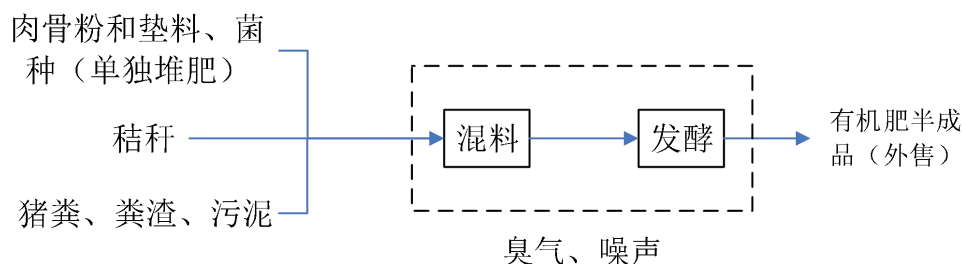 肉骨粉和垫料、菌
种（单独堆肥）
秸秆
猪粪、粪渣、污泥
混料
发酵
有机肥半成
品（外售）
臭气、噪声